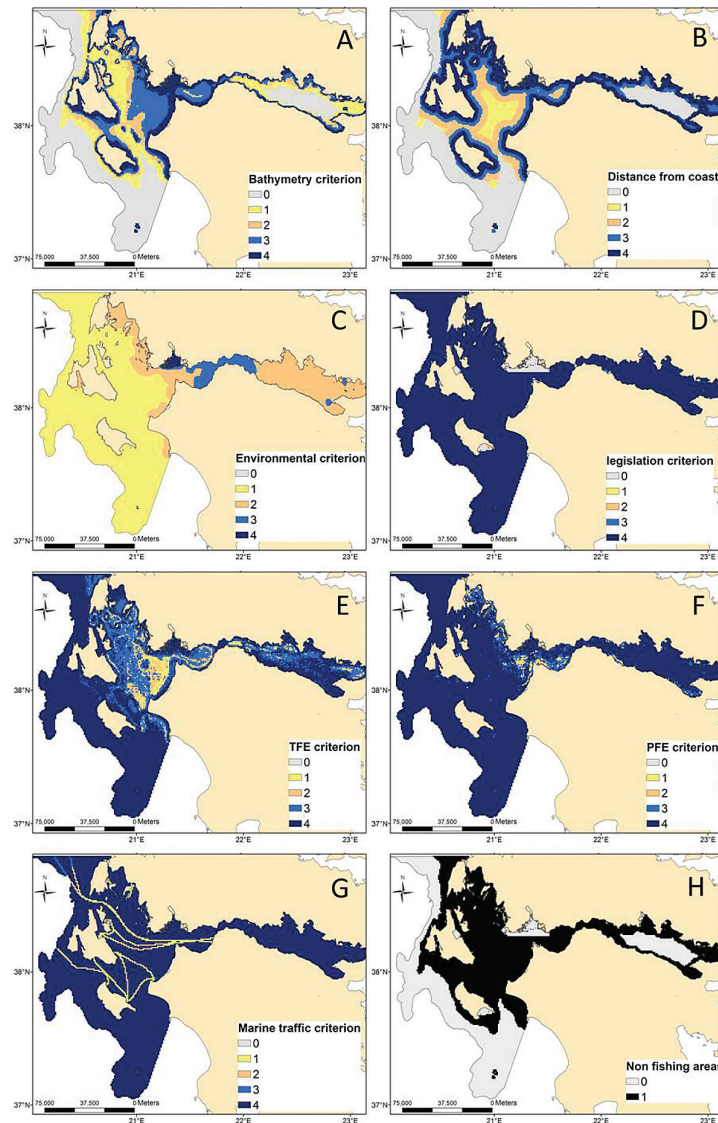 N
A
38°N
Bathymetry criterion
0
1
2
3
4
75,000 37,500 0 Meters
37°N
21°E 22°E 23°E
N
B
38°N
Distance from coast
0
1
2
3
4
75,000 37,500 0 Meters
37°N
21°E 22°E 23°E
N
C
38°N
Environmental criterion
0
1
2
3
4
75,000 37,500 0 Meters
37°N
21°E 22°E 23°E
N
D
38°N
legislation criterion
0
1
2
3
4
75,000 37,500 0 Meters
37°N
21°E 22°E 23°E
N
E
38°N
TFE criterion
0
1
2
3
4
75,000 37,500 0 Meters
37°N
21°E 22°E 23°E
N
F
38°N
PFE criterion
0
1
2
3
4
75,000 37,500 0 Meters
37°N
21°E 22°E 23°E
N
G
38°N
Marine traffic criterion
0
1
2
3
4
75,000 37,500 0 Meters
37°N
21°E 22°E 23°E
N
H
38°N
Non fishing areas
0
1
75,000 37,500 0 Meters
37°N
21°E 22°E 23°E